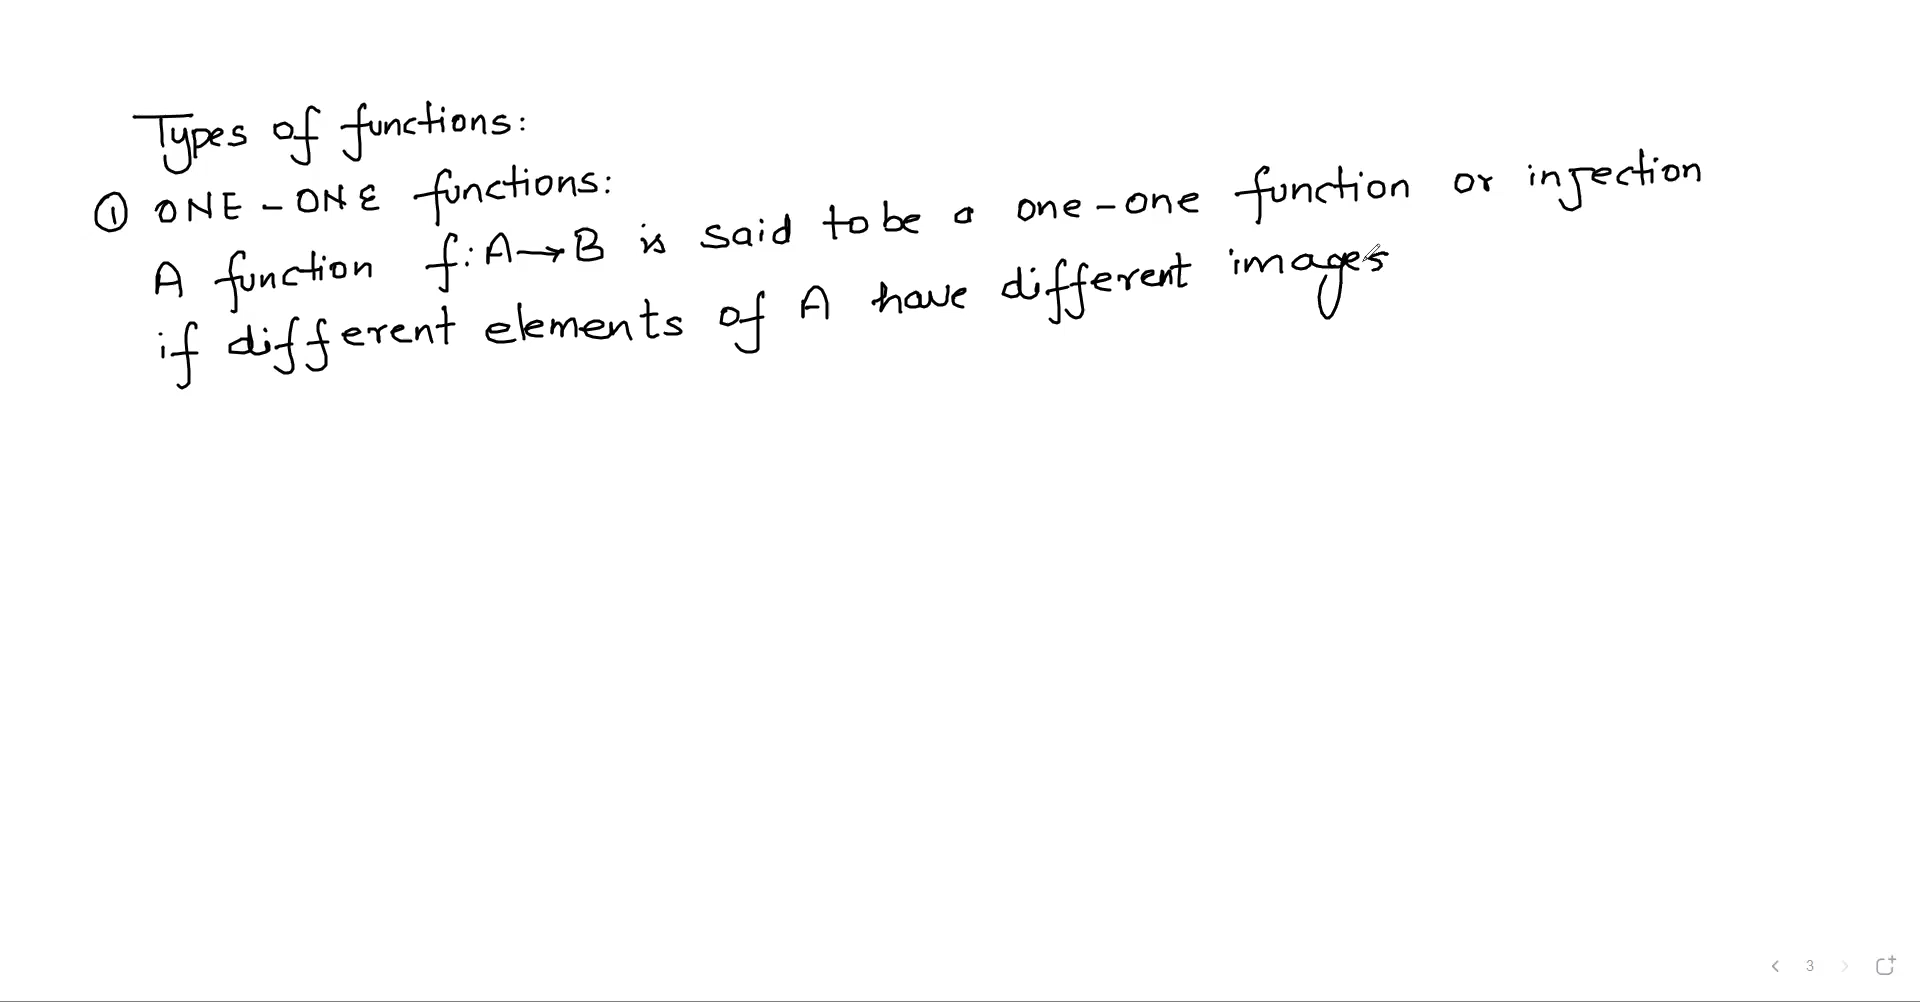 Types of functions:
① ONE - ONE functions:
A function f: A→B is said to be a one-one function or injection
if different elements of A have different images
3